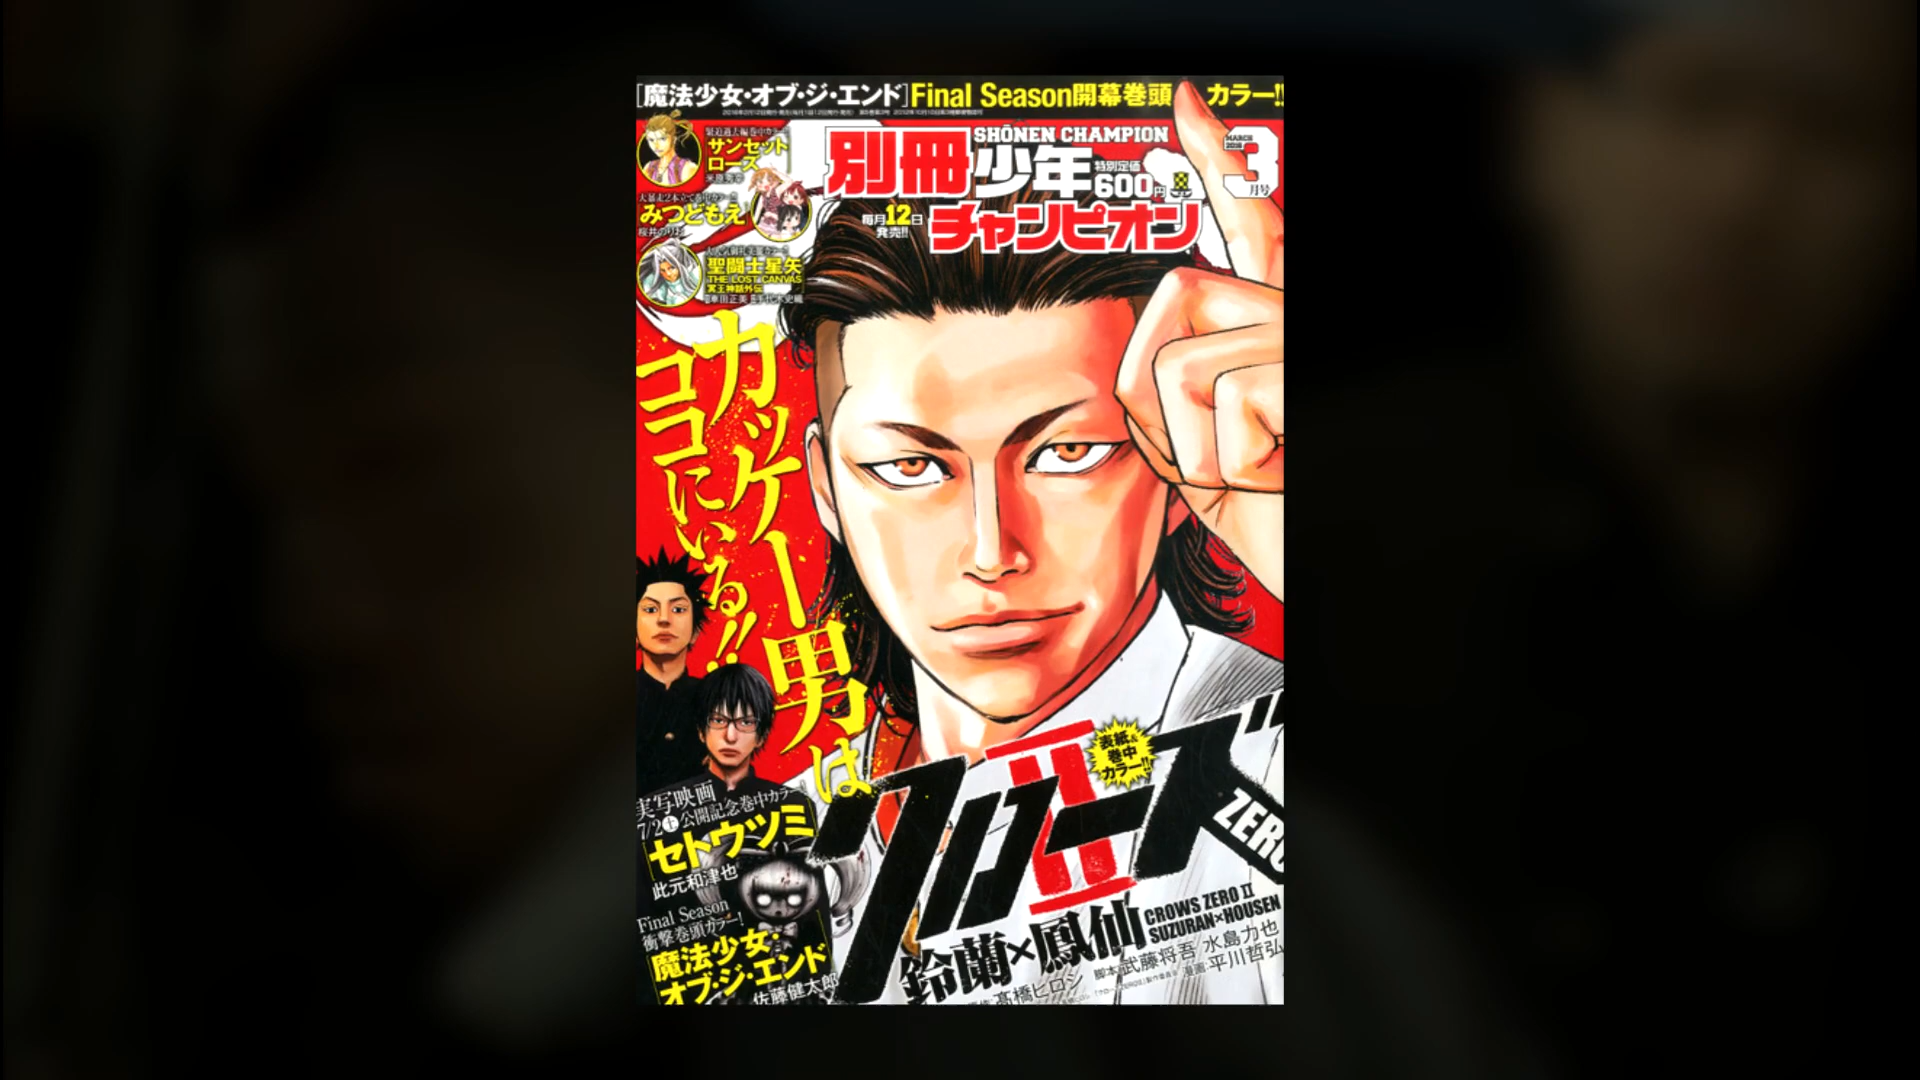 [魔法少女・オブ・ジ・エンド]Final Season開幕巻頭カラー!!
サンセット
ローズ
みつどもえ
桜井のりお
聖闘士星矢
THE LOST CANVAS
冥王神話外伝
SHŌNEN CHAMPION
別冊少年
チャンピオン
特別定価
600円
毎月12日
発売!!
MARCH
3
月号
カッケー男は
ココにいる!!
実写映画
7/2土公開記念巻中カラー!
セトウツミ
此元和津也
Final Season
衝撃巻頭カラー!
魔法少女・
オブ・ジ・エンド
佐藤健太郎
表紙&
巻中
カラー!!
クローズ
II
ZERO
鈴蘭×鳳仙
CROWS ZERO II
SUZURAN×HOUSEN
髙橋ヒロシ
脚本:武藤将吾 水島力也
漫画:平川哲弘